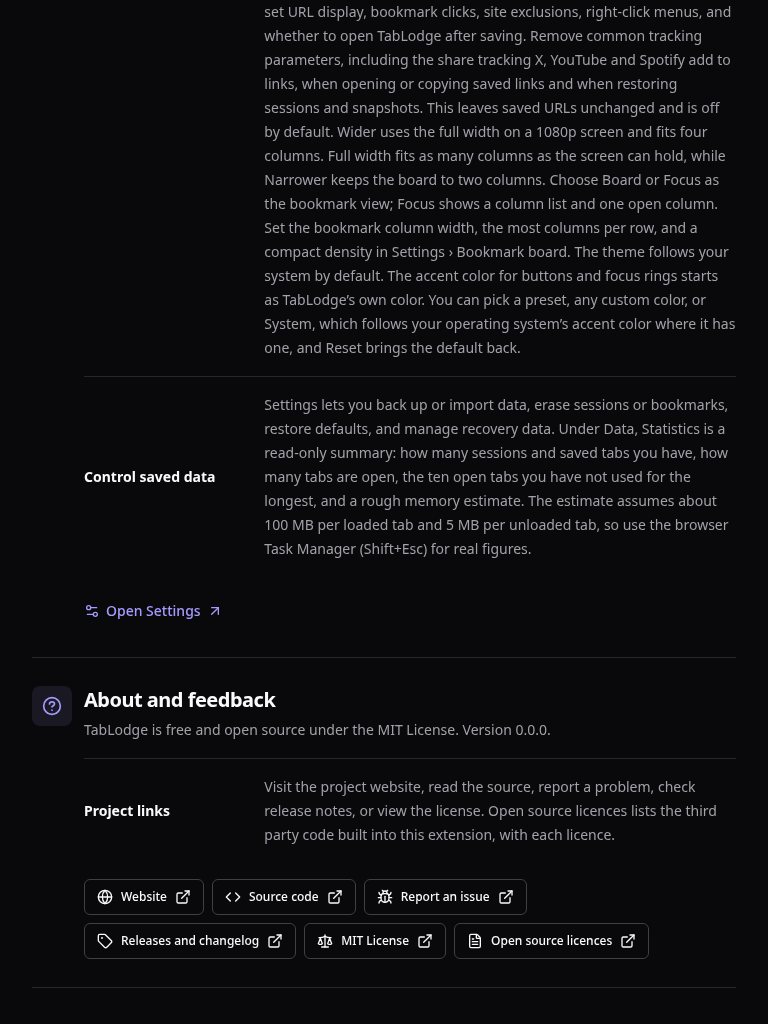 set URL display, bookmark clicks, site exclusions, right-click menus, and
whether to open TabLodge after saving. Remove common tracking
parameters, including the share tracking X, YouTube and Spotify add to
links, when opening or copying saved links and when restoring
sessions and snapshots. This leaves saved URLs unchanged and is off
by default. Wider uses the full width on a 1080p screen and fits four
columns. Full width fits as many columns as the screen can hold, while
Narrower keeps the board to two columns. Choose Board or Focus as
the bookmark view; Focus shows a column list and one open column.
Set the bookmark column width, the most columns per row, and a
compact density in Settings › Bookmark board. The theme follows your
system by default. The accent color for buttons and focus rings starts
as TabLodge’s own color. You can pick a preset, any custom color, or
System, which follows your operating system’s accent color where it has
one, and Reset brings the default back.
Control saved data
Settings lets you back up or import data, erase sessions or bookmarks,
restore defaults, and manage recovery data. Under Data, Statistics is a
read-only summary: how many sessions and saved tabs you have, how
many tabs are open, the ten open tabs you have not used for the
longest, and a rough memory estimate. The estimate assumes about
100 MB per loaded tab and 5 MB per unloaded tab, so use the browser
Task Manager (Shift+Esc) for real figures.
Open Settings
About and feedback
TabLodge is free and open source under the MIT License. Version 0.0.0.
Project links
Visit the project website, read the source, report a problem, check
release notes, or view the license. Open source licences lists the third
party code built into this extension, with each licence.
Website
Source code
Report an issue
Releases and changelog
MIT License
Open source licences